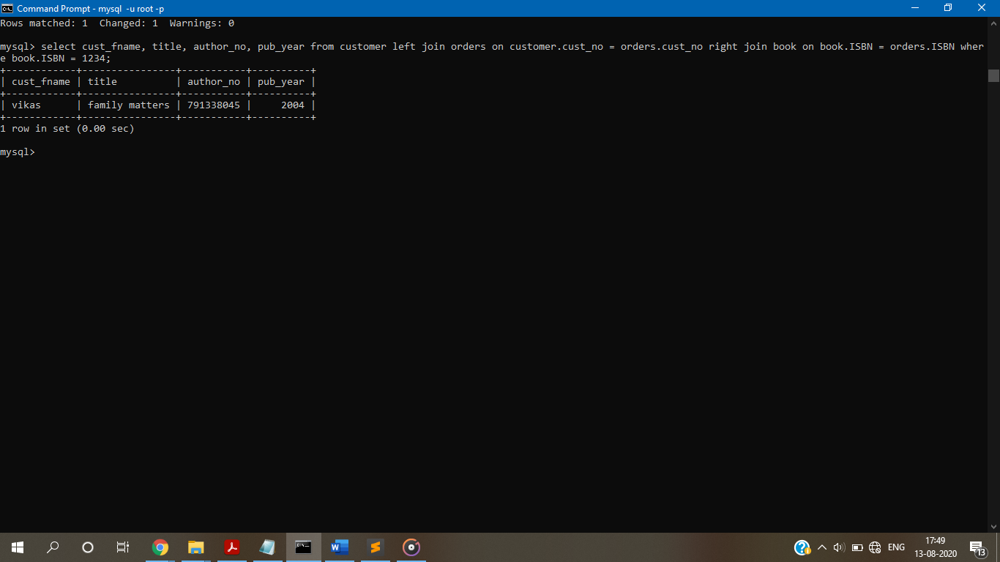 Command Prompt - mysql  -u root -p
Rows matched: 1  Changed: 1  Warnings: 0
mysql> select cust_fname, title, author_no, pub_year from customer left join orders on customer.cust_no = orders.cust_no right join book on book.ISBN = orders.ISBN wher
e book.ISBN = 1234;
+------------+----------------+-----------+----------+
| cust_fname | title          | author_no | pub_year |
+------------+----------------+-----------+----------+
| vikas      | family matters | 791338045 |     2004 |
+------------+----------------+-----------+----------+
1 row in set (0.00 sec)
mysql>
ENG
17:49
13-08-2020
13